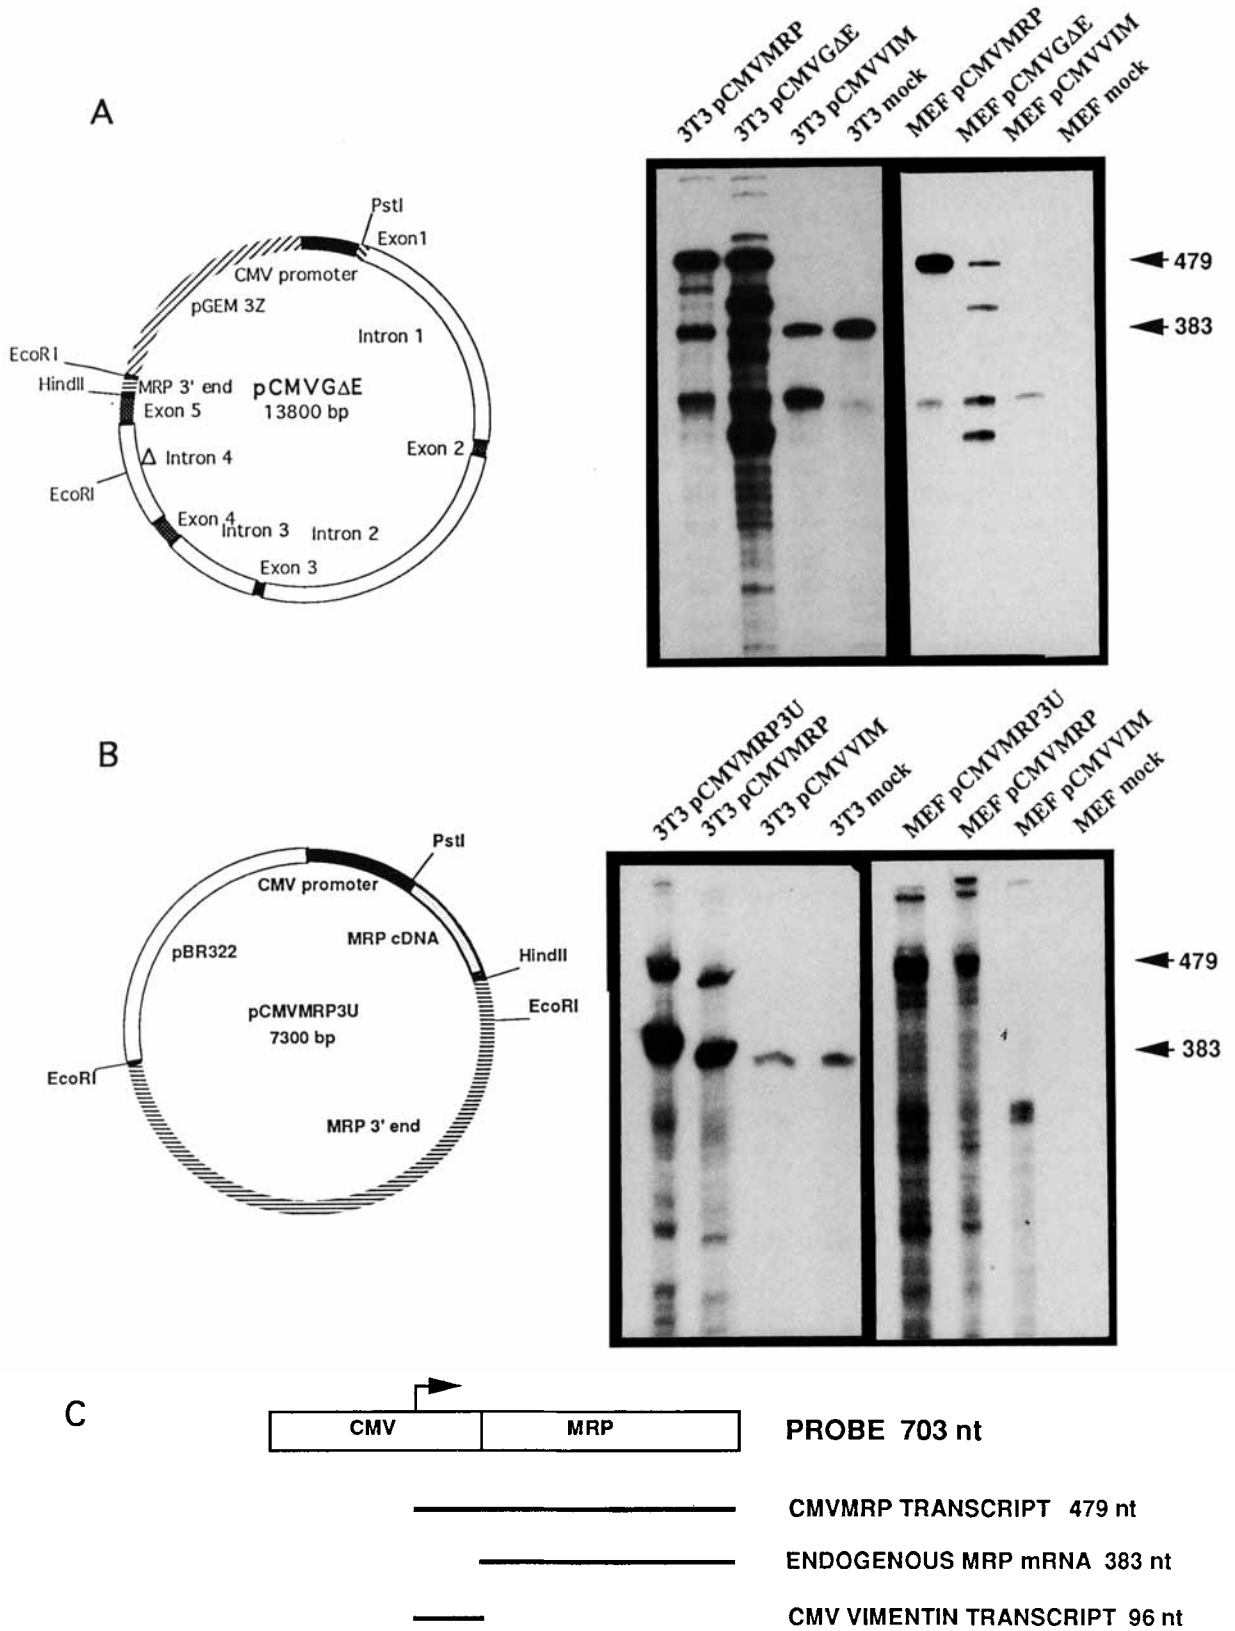 A
PstI
Exon1
CMV promoter
pGEM 3Z
Intron 1
EcoRI
HindII
MRP 3' end
pCMVGΔE
13800 bp
Exon 5
Exon 2
Δ Intron 4
EcoRI
Exon 4
Intron 3
Intron 2
Exon 3
3T3 pCMVMRP
3T3 pCMVGΔE
3T3 pCMVVIM
3T3 mock
MEF pCMVMRP
MEF pCMVGΔE
MEF pCMVVIM
MEF mock
479
383
B
PstI
CMV promoter
MRP cDNA
pBR322
HindII
EcoRI
pCMVMRP3U
7300 bp
EcoRI
MRP 3' end
3T3 pCMVMRP3U
3T3 pCMVMRP
3T3 pCMVVIM
3T3 mock
MEF pCMVMRP3U
MEF pCMVMRP
MEF pCMVVIM
MEF mock
479
383
C
CMV
MRP
PROBE 703 nt
CMVMRP TRANSCRIPT 479 nt
ENDOGENOUS MRP mRNA 383 nt
CMV VIMENTIN TRANSCRIPT 96 nt